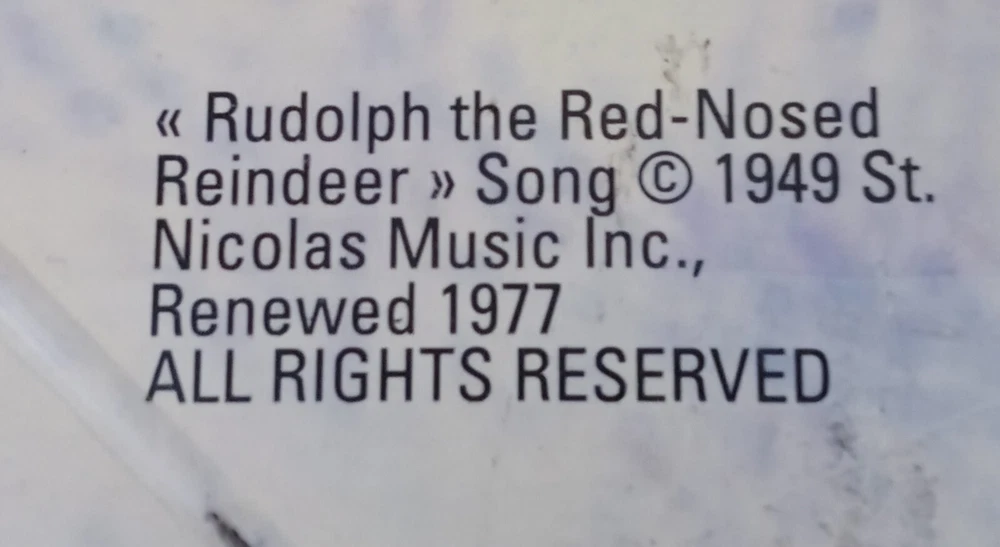 « Rudolph the Red-Nosed
Reindeer » Song © 1949 St.
Nicolas Music Inc.,
Renewed 1977
ALL RIGHTS RESERVED